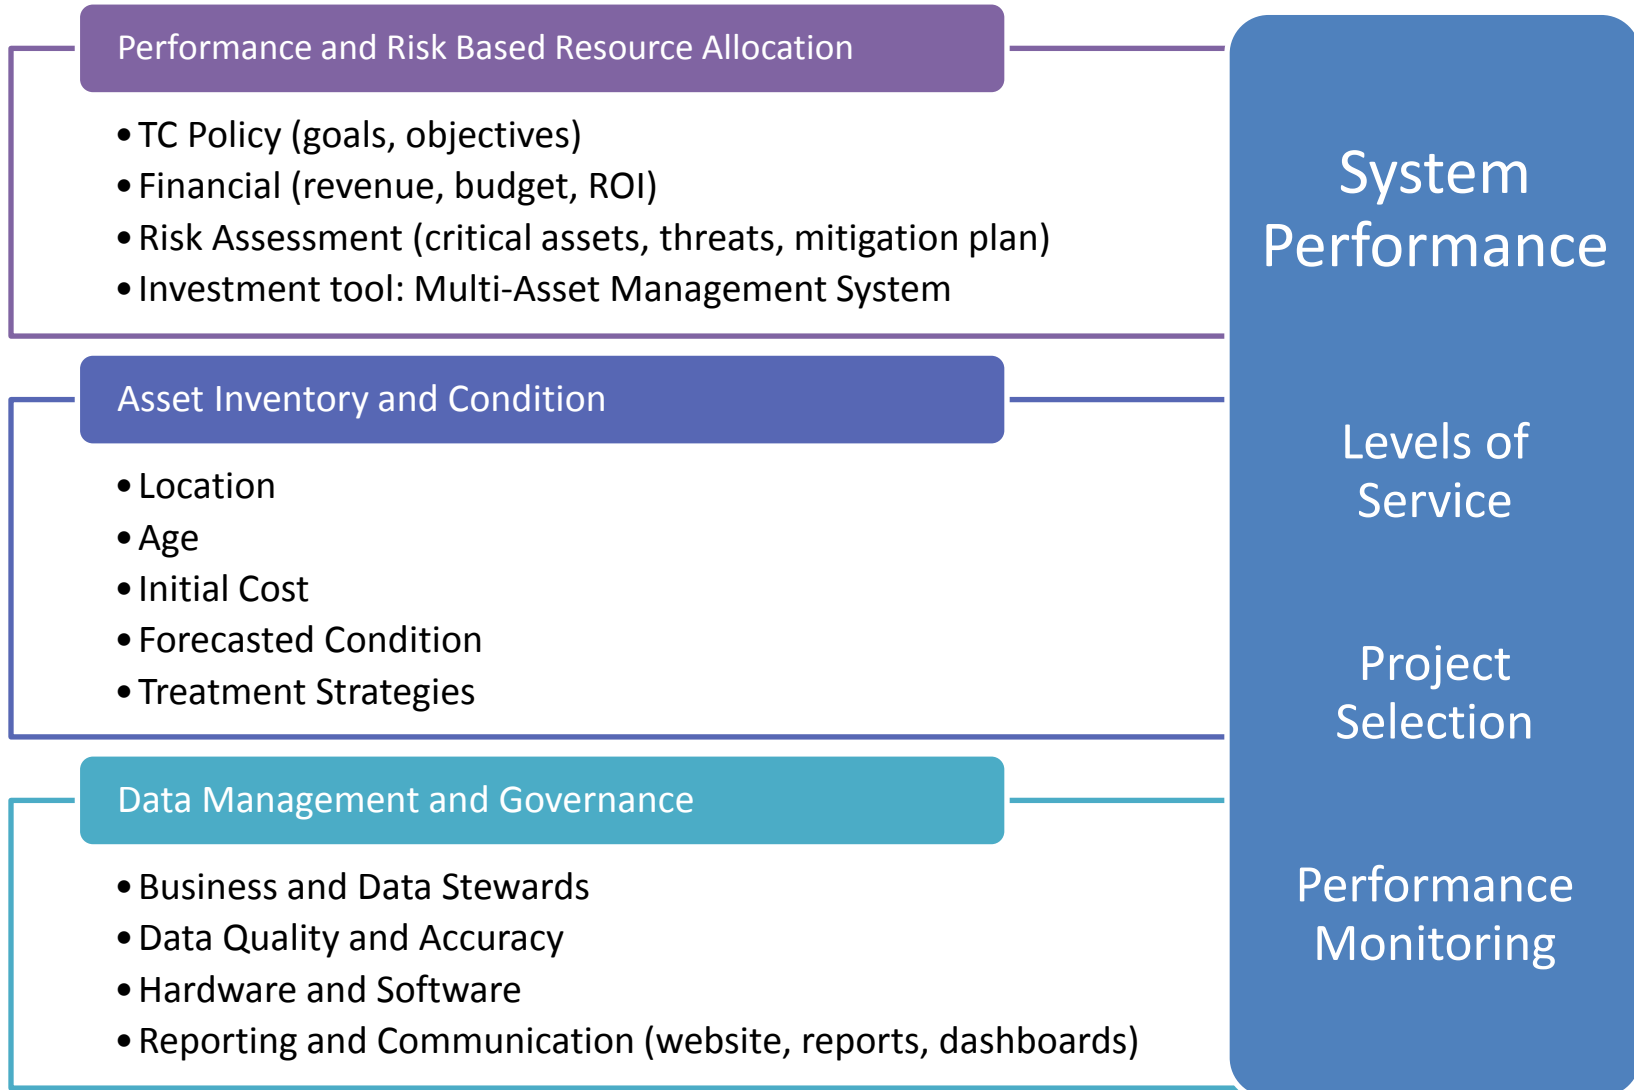 Performance and Risk Based Resource Allocation
•TC Policy (goals, objectives)
•Financial (revenue, budget, ROI)
•Risk Assessment (critical assets, threats, mitigation plan)
•Investment tool: Multi-Asset Management System
Asset Inventory and Condition
•Location
•Age
•Initial Cost
•Forecasted Condition
•Treatment Strategies
Data Management and Governance
•Business and Data Stewards
•Data Quality and Accuracy
•Hardware and Software
•Reporting and Communication (website, reports, dashboards)
System
Performance
Levels of
Service
Project
Selection
Performance
Monitoring